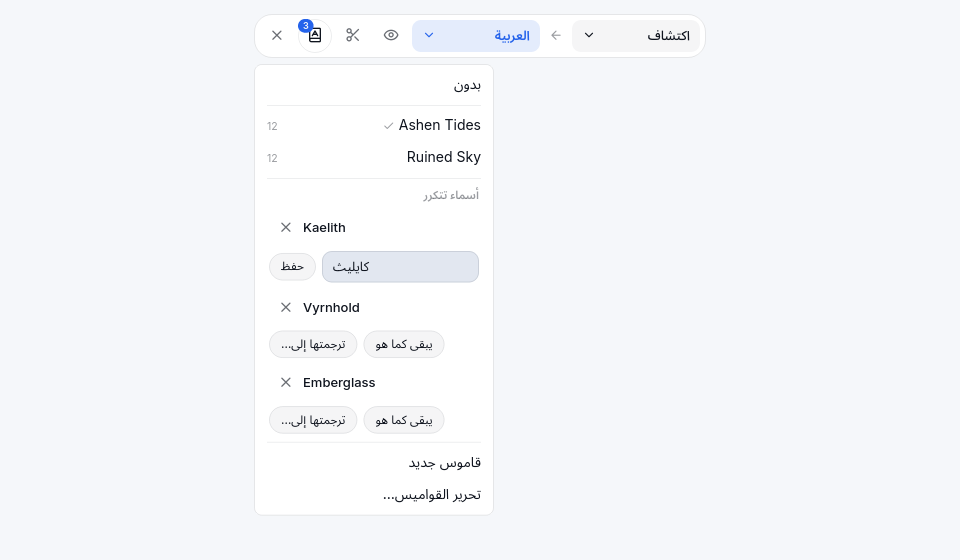 اكتشاف
العربية
3
بدون
Ashen Tides 12
Ruined Sky 12
أسماء تتكرر
Kaelith
كايليث
حفظ
Vyrnhold
يبقى كما هو
ترجمتها إلى...
Emberglass
يبقى كما هو
ترجمتها إلى...
قاموس جديد
تحرير القواميس...